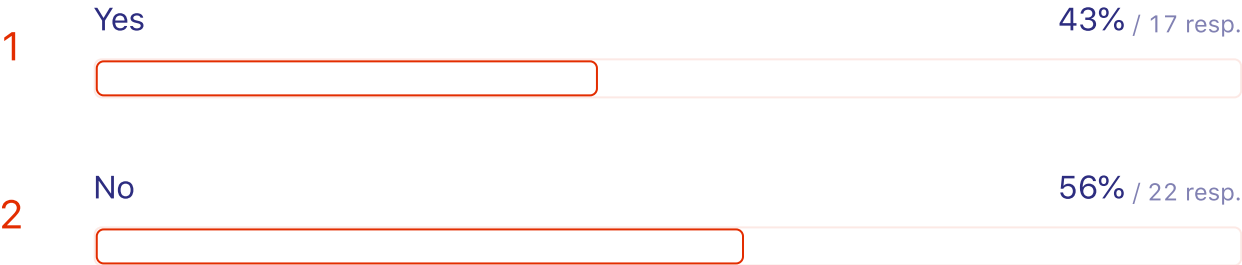 1 Yes 43% / 17 resp.
2 No 56% / 22 resp.